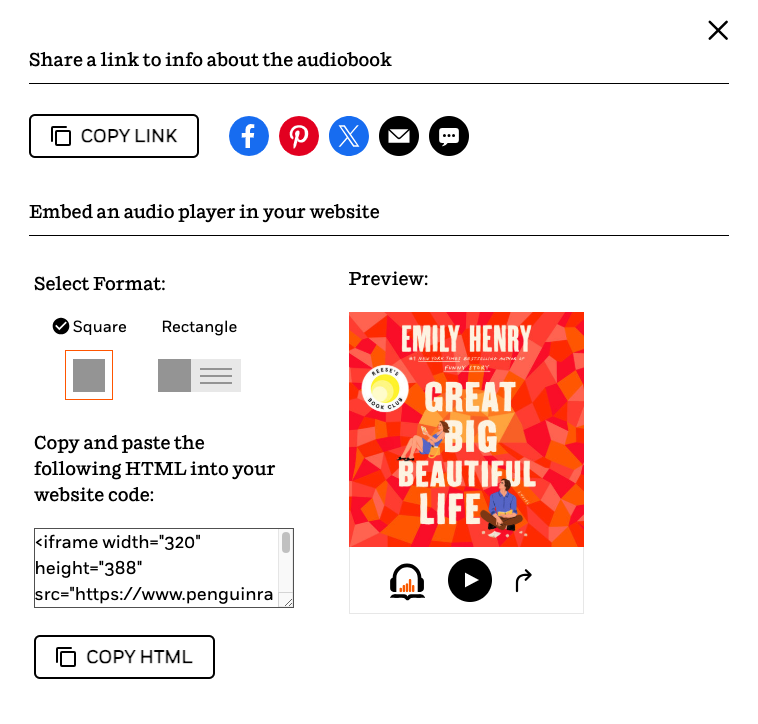 Share a link to info about the audiobook
COPY LINK
Embed an audio player in your website
Select Format:
Square
Rectangle
Copy and paste the
following HTML into your
website code:
<iframe width="320"
height="388"
src="https://www.penguinra
COPY HTML
Preview:
EMILY HENRY
#1 NEW YORK TIMES BESTSELLING AUTHOR OF
FUNNY STORY
REESE'S
BOOK CLUB
GREAT
BIG
BEAUTIFUL
LIFE